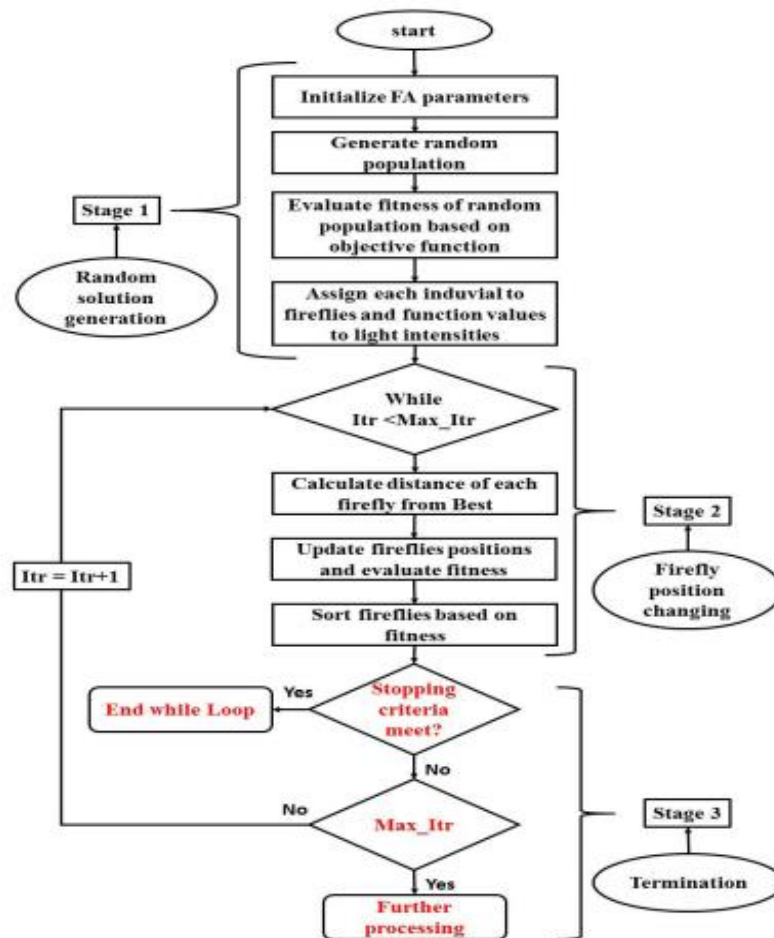 start
Initialize FA parameters
Generate random
population
Evaluate fitness of random
population based on
objective function
Assign each induvial to
fireflies and function values
to light intensities
Stage 1
Random
solution
generation
While
Itr <Max_Itr
Calculate distance of each
firefly from Best
Update fireflies positions
and evaluate fitness
Sort fireflies based on
fitness
Stage 2
Firefly
position
changing
Itr = Itr+1
Stopping
criteria
meet?
Yes
End while Loop
No
Max_Itr
No
Yes
Further
processing
Stage 3
Termination